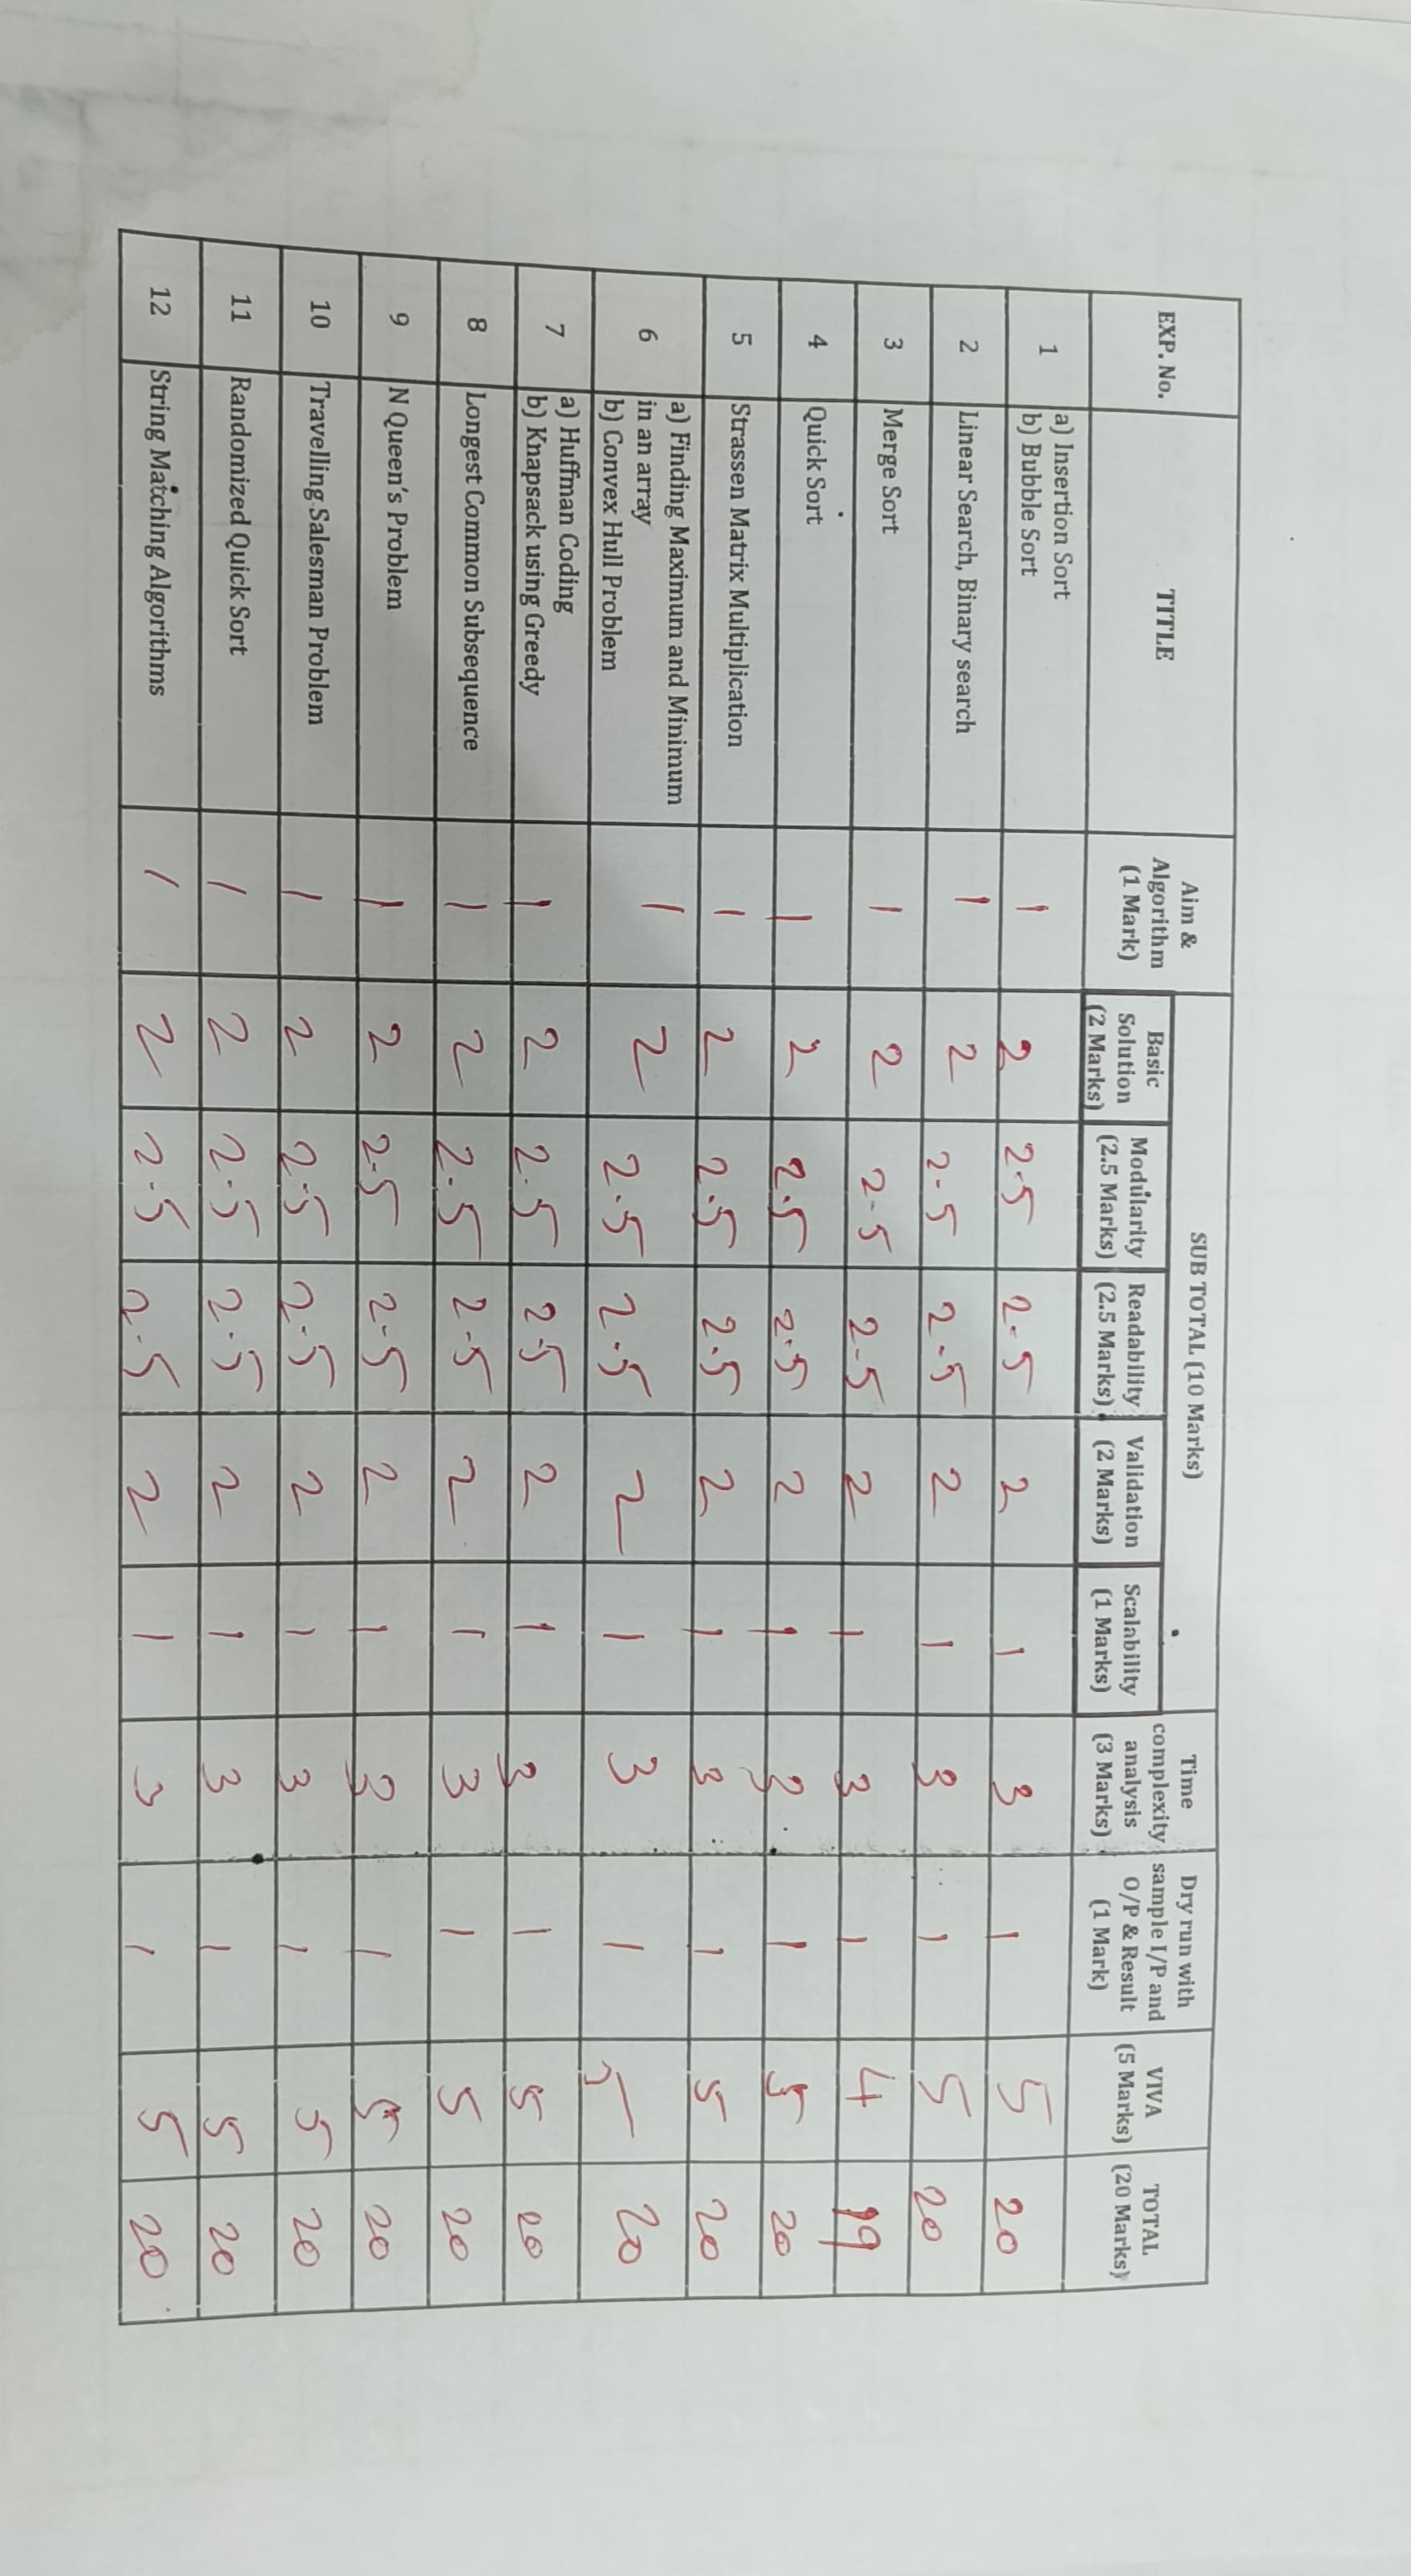 EXP. No. TITLE Aim & Algorithm (1 Mark) SUB TOTAL (10 Marks) Time complexity analysis (3 Marks) Dry run with sample I/P and O/P & Result (1 Mark) VIVA (5 Marks) TOTAL (20 Marks)
Basic Solution (2 Marks) Modularity (2.5 Marks) Readability (2.5 Marks) Validation (2 Marks) Scalability (1 Marks)
1 a) Insertion Sort
b) Bubble Sort 1 2 2.5 2.5 2 1 3 1 5 20
2 Linear Search, Binary search 1 2 2.5 2.5 2 1 3 1 5 20
3 Merge Sort 1 2 2.5 2.5 2 1 3 1 4 19
4 Quick Sort 1 2 2.5 2.5 2 1 3 1 5 20
5 Strassen Matrix Multiplication 1 2 2.5 2.5 2 1 3 1 5 20
6 a) Finding Maximum and Minimum
in an array
b) Convex Hull Problem 1 2 2.5 2.5 2 1 3 1 5 20
7 a) Huffman Coding
b) Knapsack using Greedy 1 2 2.5 2.5 2 1 3 1 5 20
8 Longest Common Subsequence 1 2 2.5 2.5 2 1 3 1 5 20
9 N Queen's Problem 1 2 2.5 2.5 2 1 3 1 5 20
10 Travelling Salesman Problem 1 2 2.5 2.5 2 1 3 1 5 20
11 Randomized Quick Sort 1 2 2.5 2.5 2 1 3 1 5 20
12 String Matching Algorithms 1 2 2.5 2.5 2 1 3 1 5 20